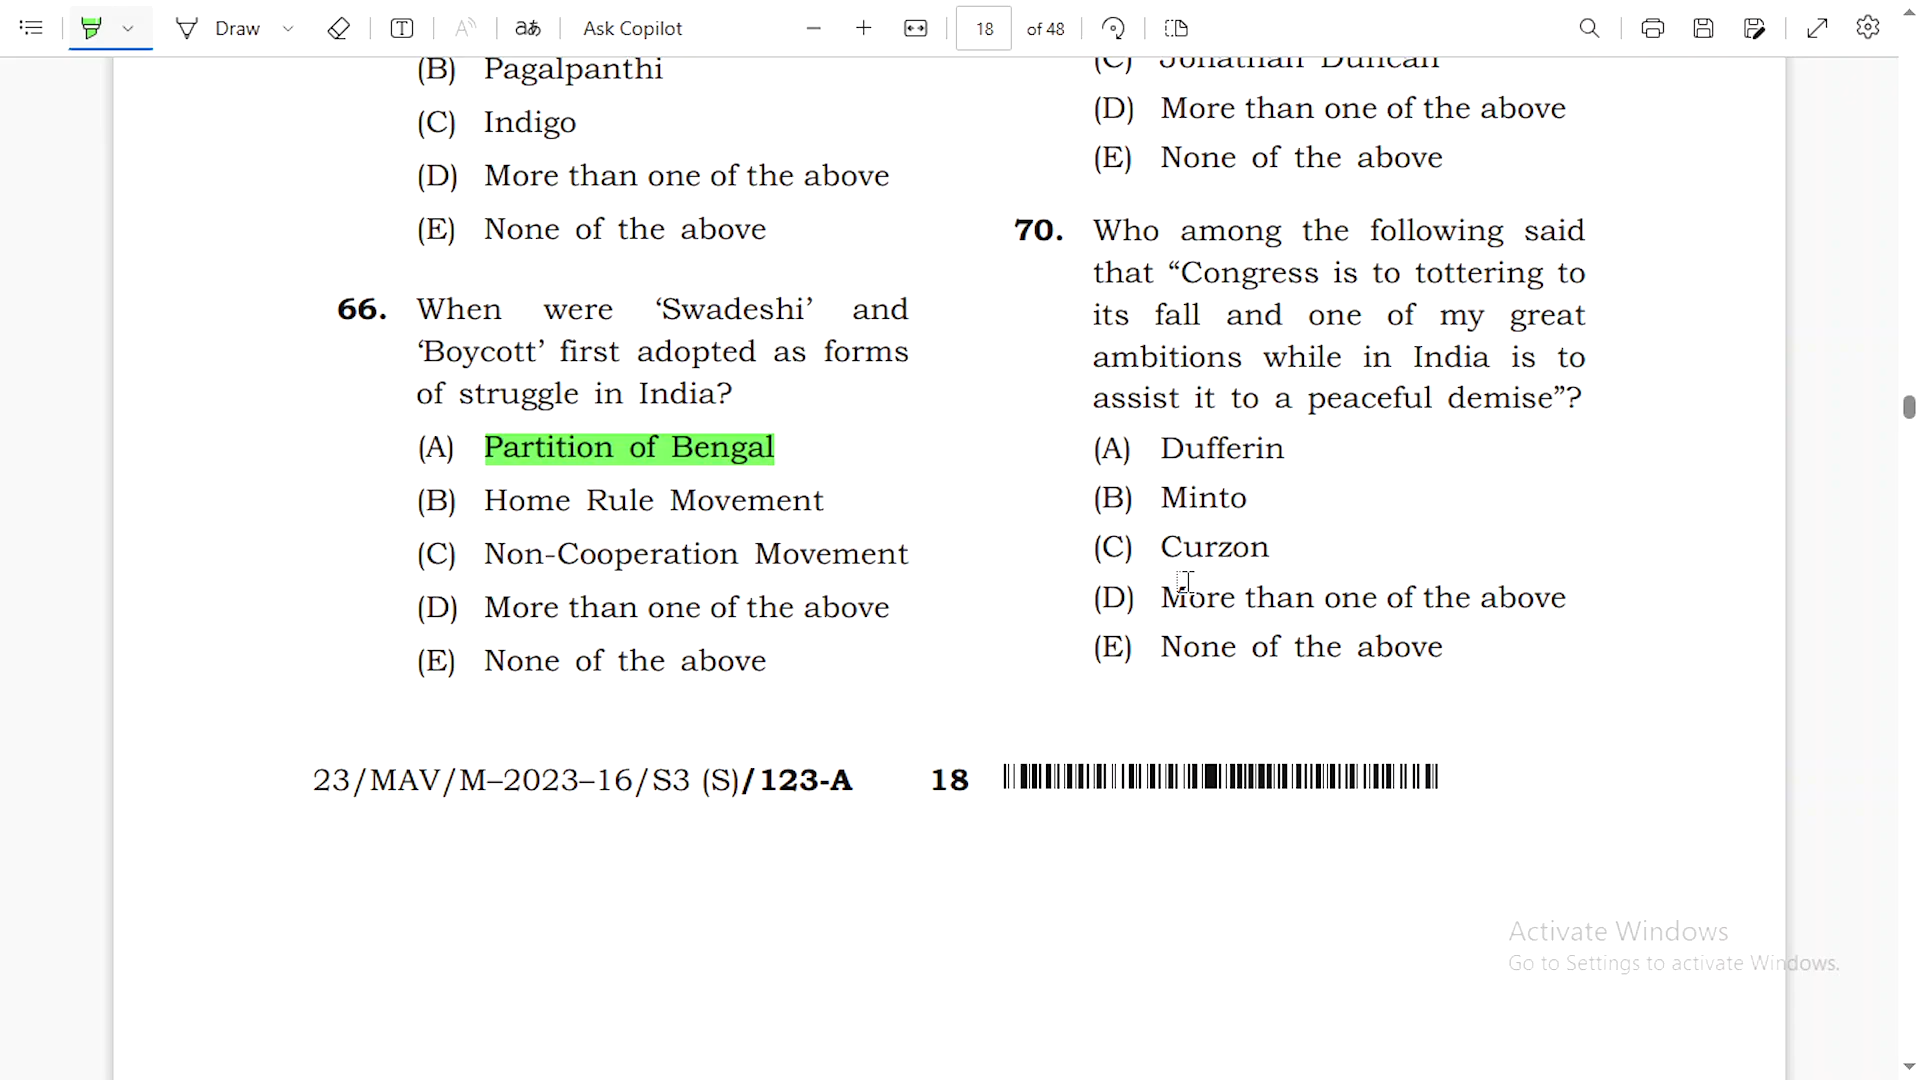 Draw
Ask Copilot
18
of 48
(B) Pagalpanthi
(C) Indigo
(D) More than one of the above
(E) None of the above
66. When were ‘Swadeshi’ and
‘Boycott’ first adopted as forms
of struggle in India?
(A) Partition of Bengal
(B) Home Rule Movement
(C) Non-Cooperation Movement
(D) More than one of the above
(E) None of the above
(C) Jonathan Duncan
(D) More than one of the above
(E) None of the above
70. Who among the following said
that “Congress is to tottering to
its fall and one of my great
ambitions while in India is to
assist it to a peaceful demise”?
(A) Dufferin
(B) Minto
(C) Curzon
(D) More than one of the above
(E) None of the above
23/MAV/M–2023–16/S3 (S)/123-A 18
Activate Windows
Go to Settings to activate Windows.